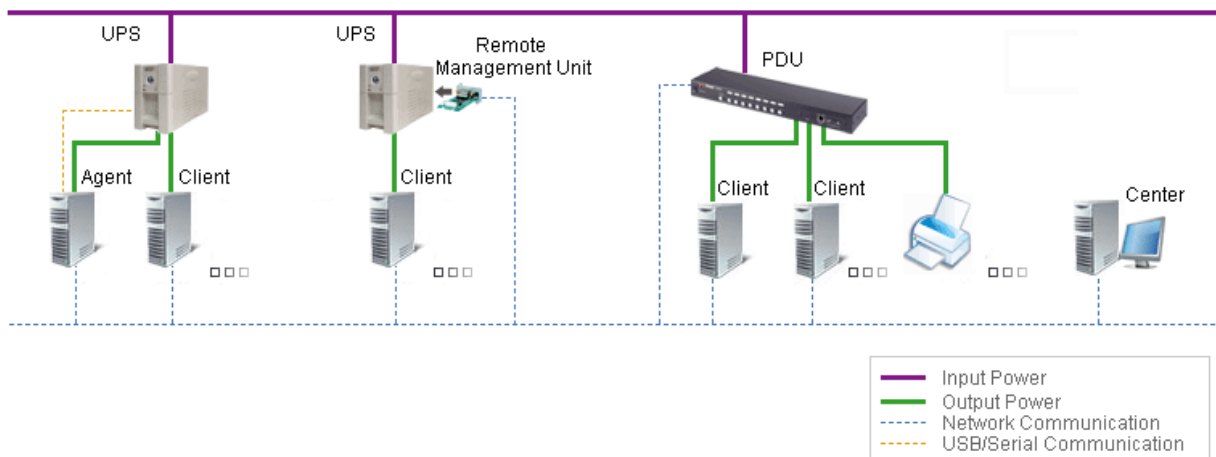 UPS
UPS
Remote
Management Unit
PDU
Agent
Client
Client
Client
Client
Center
Input Power
Output Power
Network Communication
USB/Serial Communication